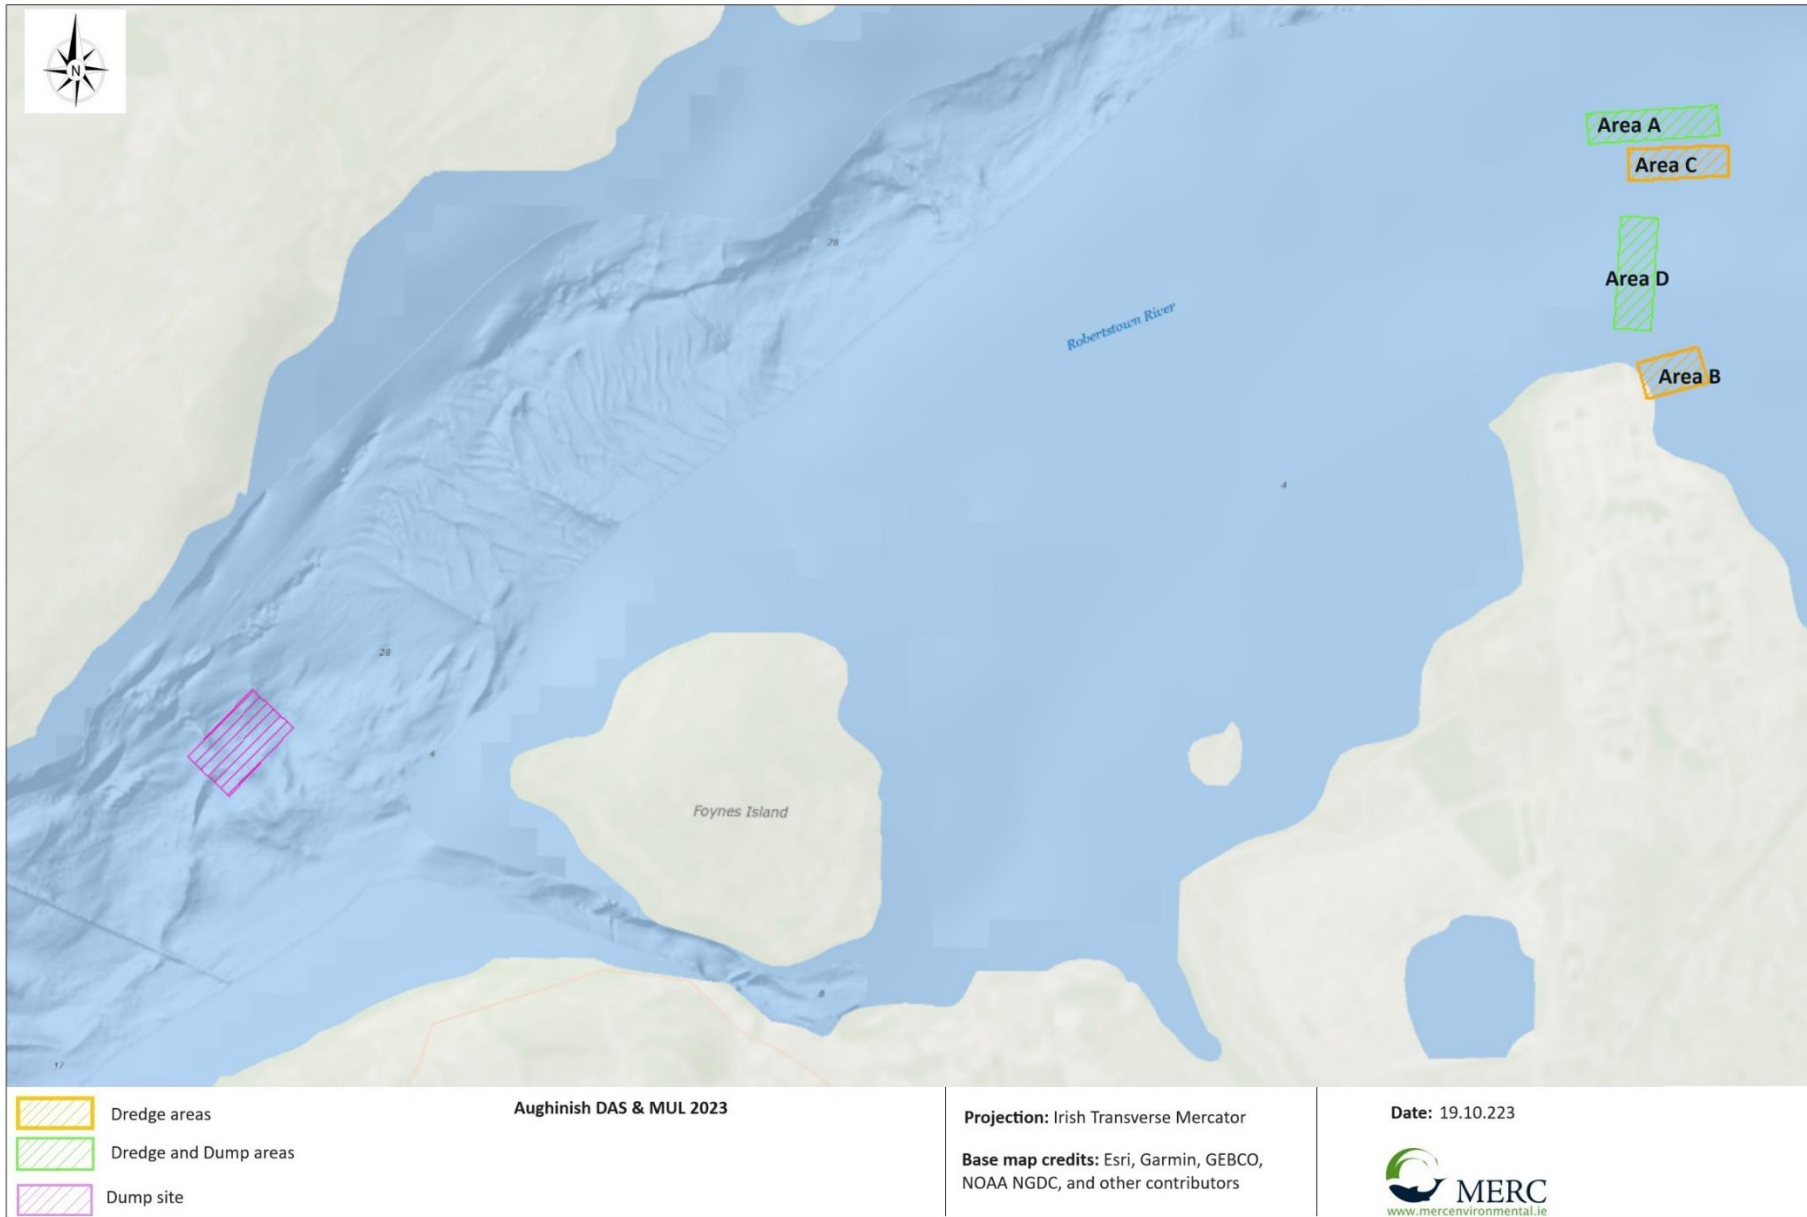 N
Area A
Area C
28
Area D
Robertstown River
Area B
4
28
4
Foynes Island
8
17
Dredge areas
Dredge and Dump areas
Dump site
Aughinish DAS & MUL 2023
Projection: Irish Transverse Mercator
Base map credits: Esri, Garmin, GEBCO,
NOAA NGDC, and other contributors
Date: 19.10.223
MERC
www.mercenvironmental.ie